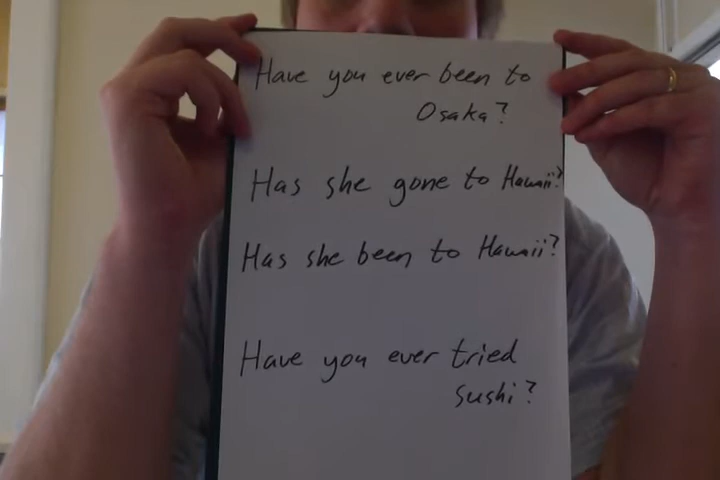 Have you ever been to
Osaka?
Has she gone to Hawaii?
Has she been to Hawaii?
Have you ever tried
sushi?